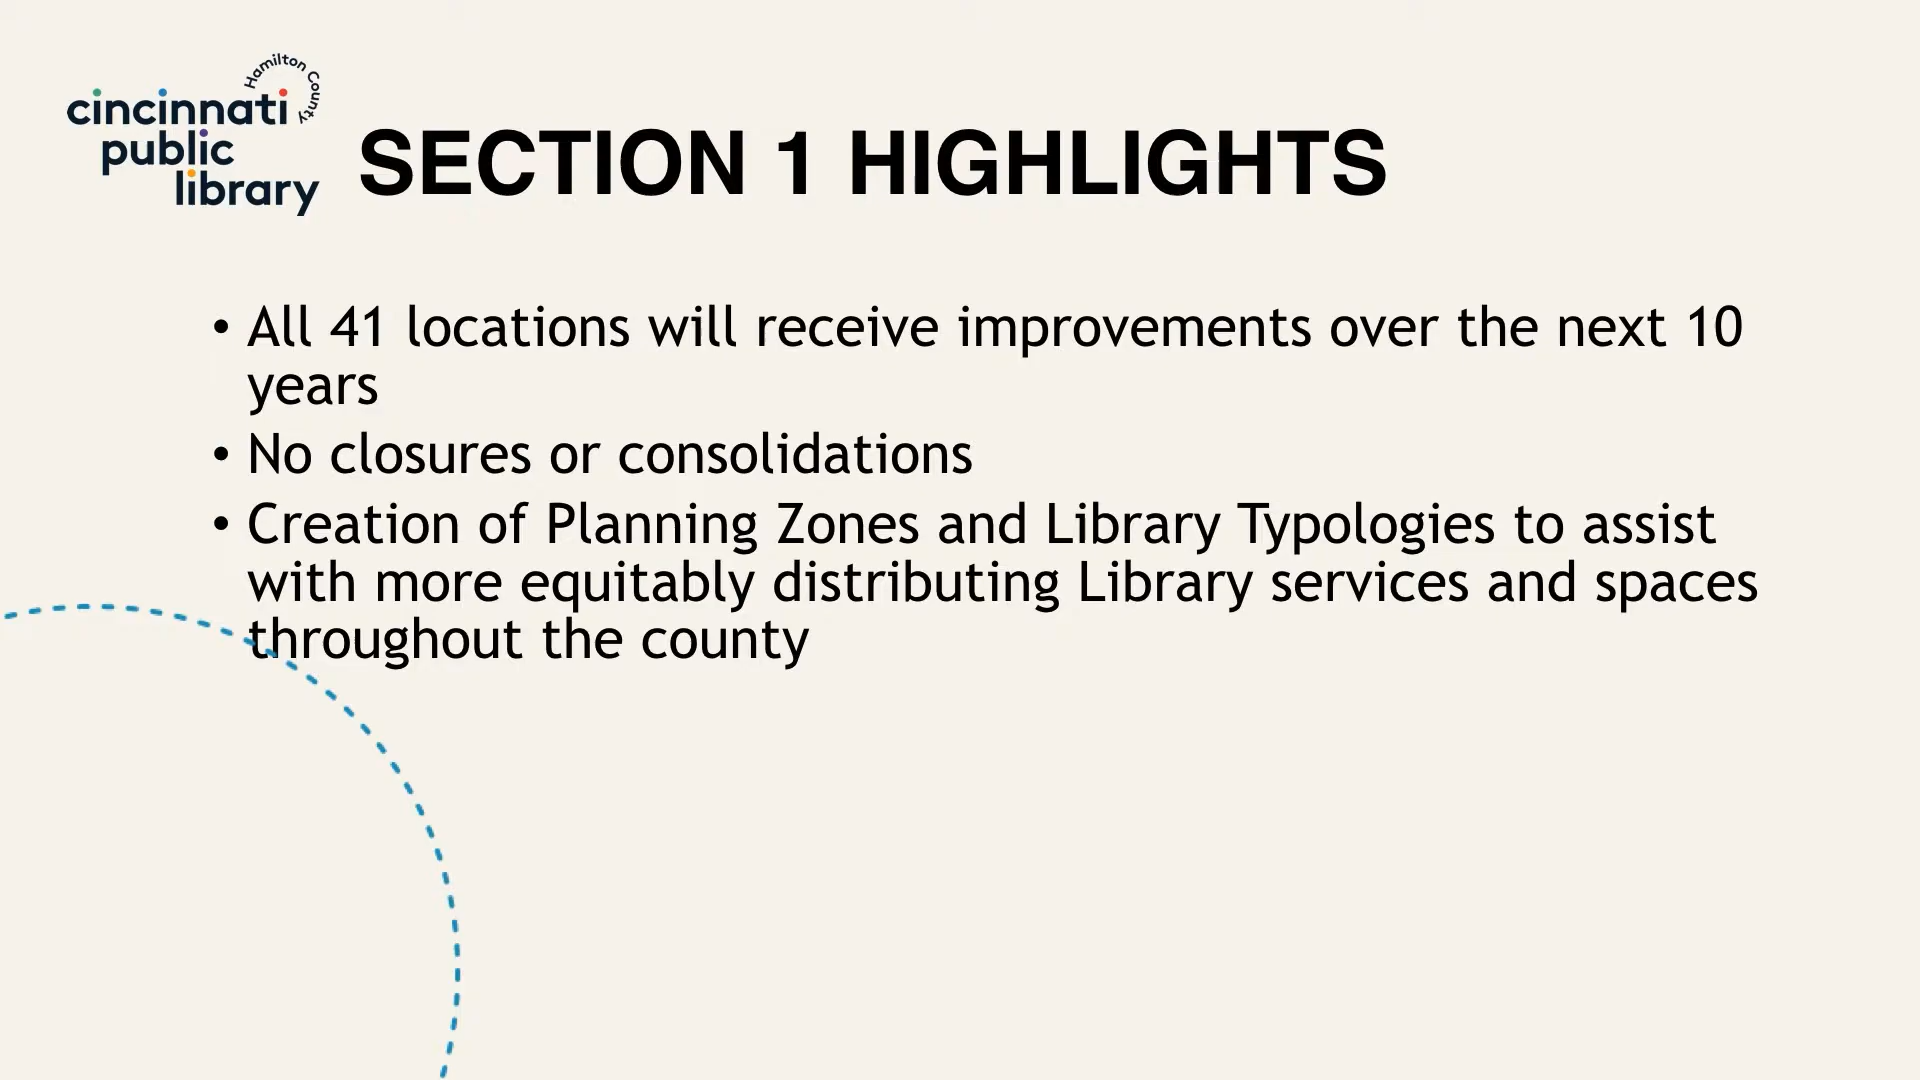 Hamilton County
cincinnati
public
library
SECTION 1 HIGHLIGHTS
• All 41 locations will receive improvements over the next 10
years
• No closures or consolidations
• Creation of Planning Zones and Library Typologies to assist
with more equitably distributing Library services and spaces
throughout the county